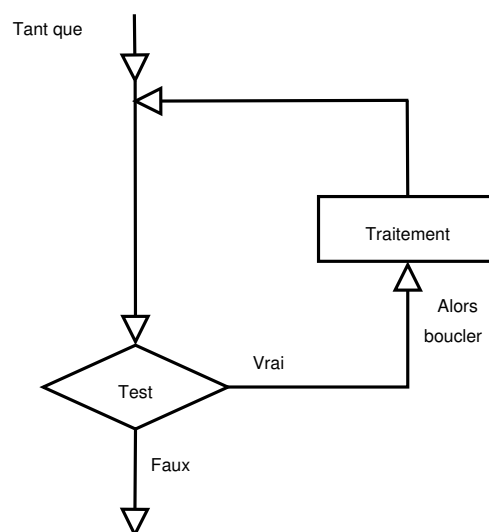 Tant que
Traitement
Alors
boucler
Vrai
Test
Faux